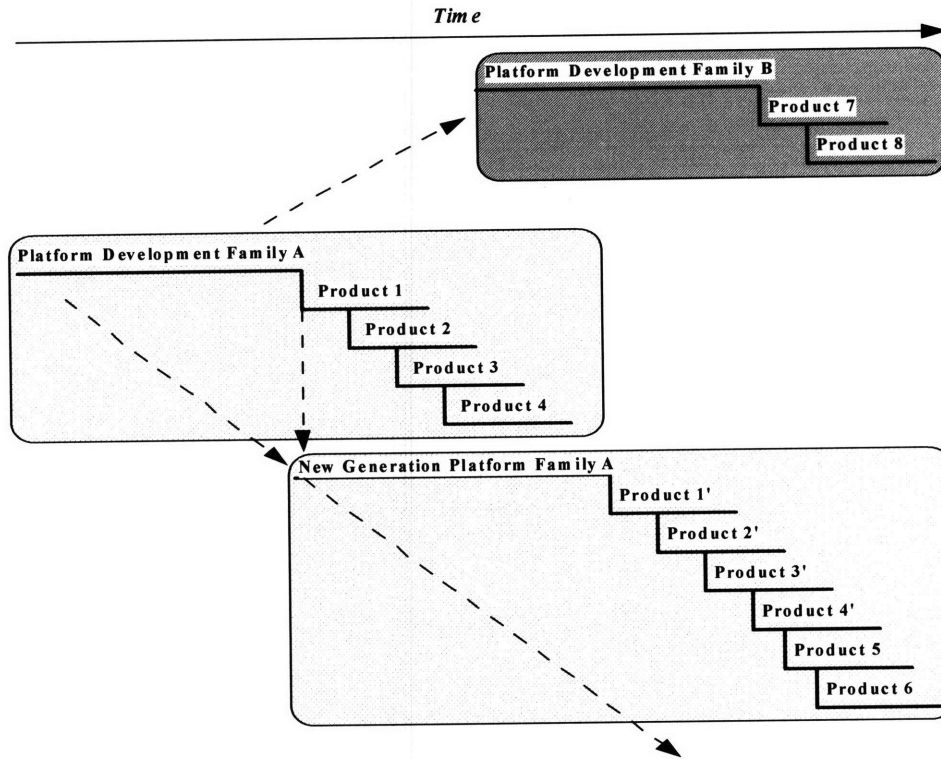 Time
Platform Development Family B
Product 7
Product 8
Platform Development Family A
Product 1
Product 2
Product 3
Product 4
New Generation Platform Family A
Product 1'
Product 2'
Product 3'
Product 4'
Product 5
Product 6